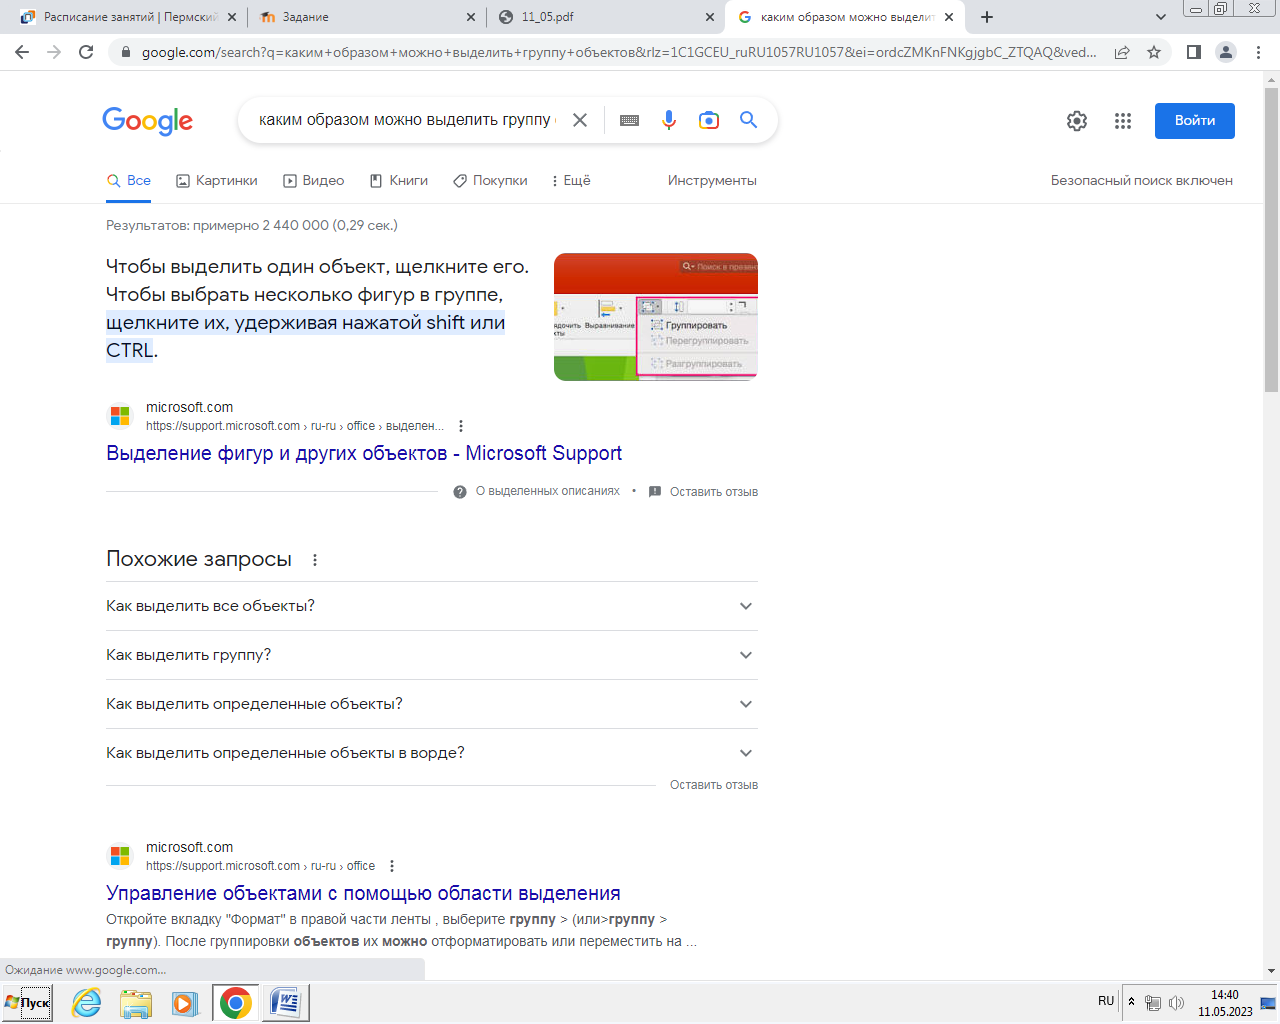 Расписание занятий | Пермский
Задание
11_05.pdf
каким образом можно выделит
google.com/search?q=каким+образом+можно+выделить+группу+объектов&rlz=1C1GCEU_ruRU1057RU1057&ei=ordcZMKnFNKgjgbC_ZTQAQ&ved...
Google
каким образом можно выделить группу
Войти
Все
Картинки
Видео
Книги
Покупки
Ещё
Инструменты
Безопасный поиск включен
Результатов: примерно 2 440 000 (0,29 сек.)
Чтобы выделить один объект, щелкните его.
Чтобы выбрать несколько фигур в группе,
щелкните их, удерживая нажатой shift или
CTRL.
Поиск в презен
Выравнивание
Группировать
Перегруппировать
Разгруппировать
microsoft.com
https://support.microsoft.com › ru-ru › office › выделен...
Выделение фигур и других объектов - Microsoft Support
О выделенных описаниях • Оставить отзыв
Похожие запросы
Как выделить все объекты?
Как выделить группу?
Как выделить определенные объекты?
Как выделить определенные объекты в ворде?
Оставить отзыв
microsoft.com
https://support.microsoft.com › ru-ru › office
Управление объектами с помощью области выделения
Откройте вкладку "Формат" в правой части ленты , выберите группу > (или>группу >
группу). После группировки объектов их можно отформатировать или переместить на ...
Ожидание www.google.com...
Пуск
RU
14:40
11.05.2023